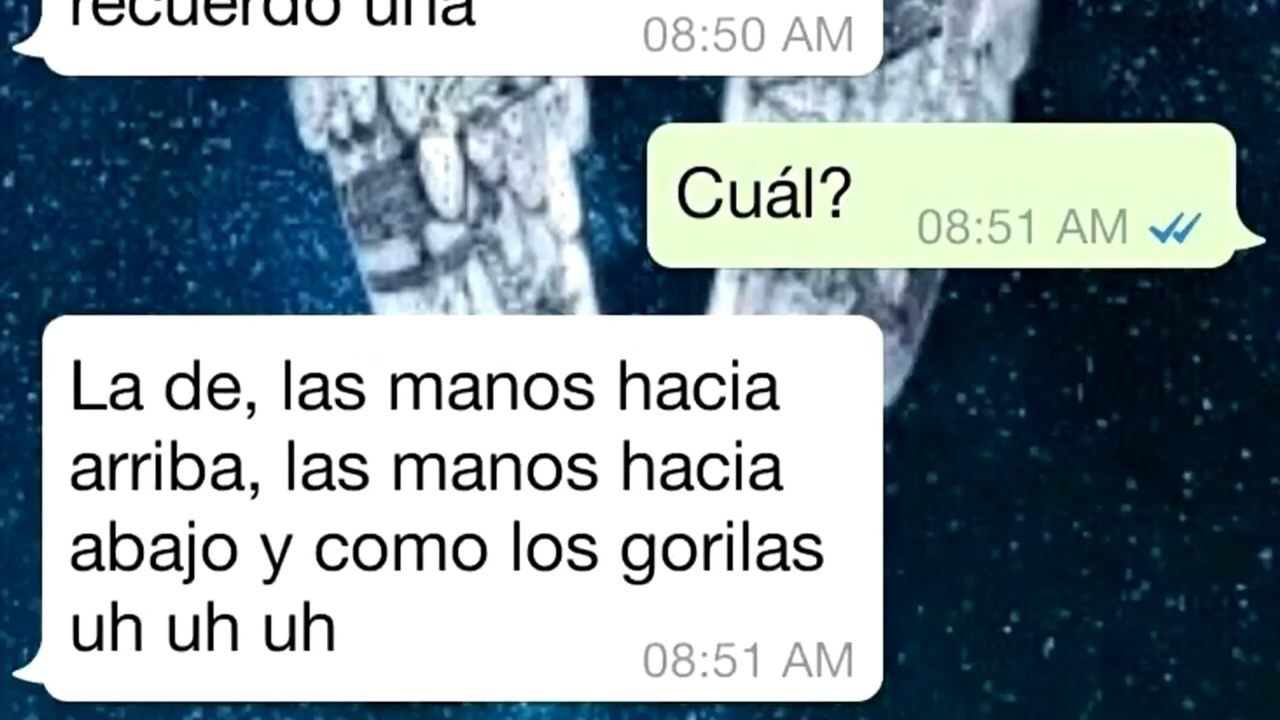 recuerdo una
08:50 AM
Cuál?
08:51 AM
La de, las manos hacia
arriba, las manos hacia
abajo y como los gorilas
uh uh uh
08:51 AM